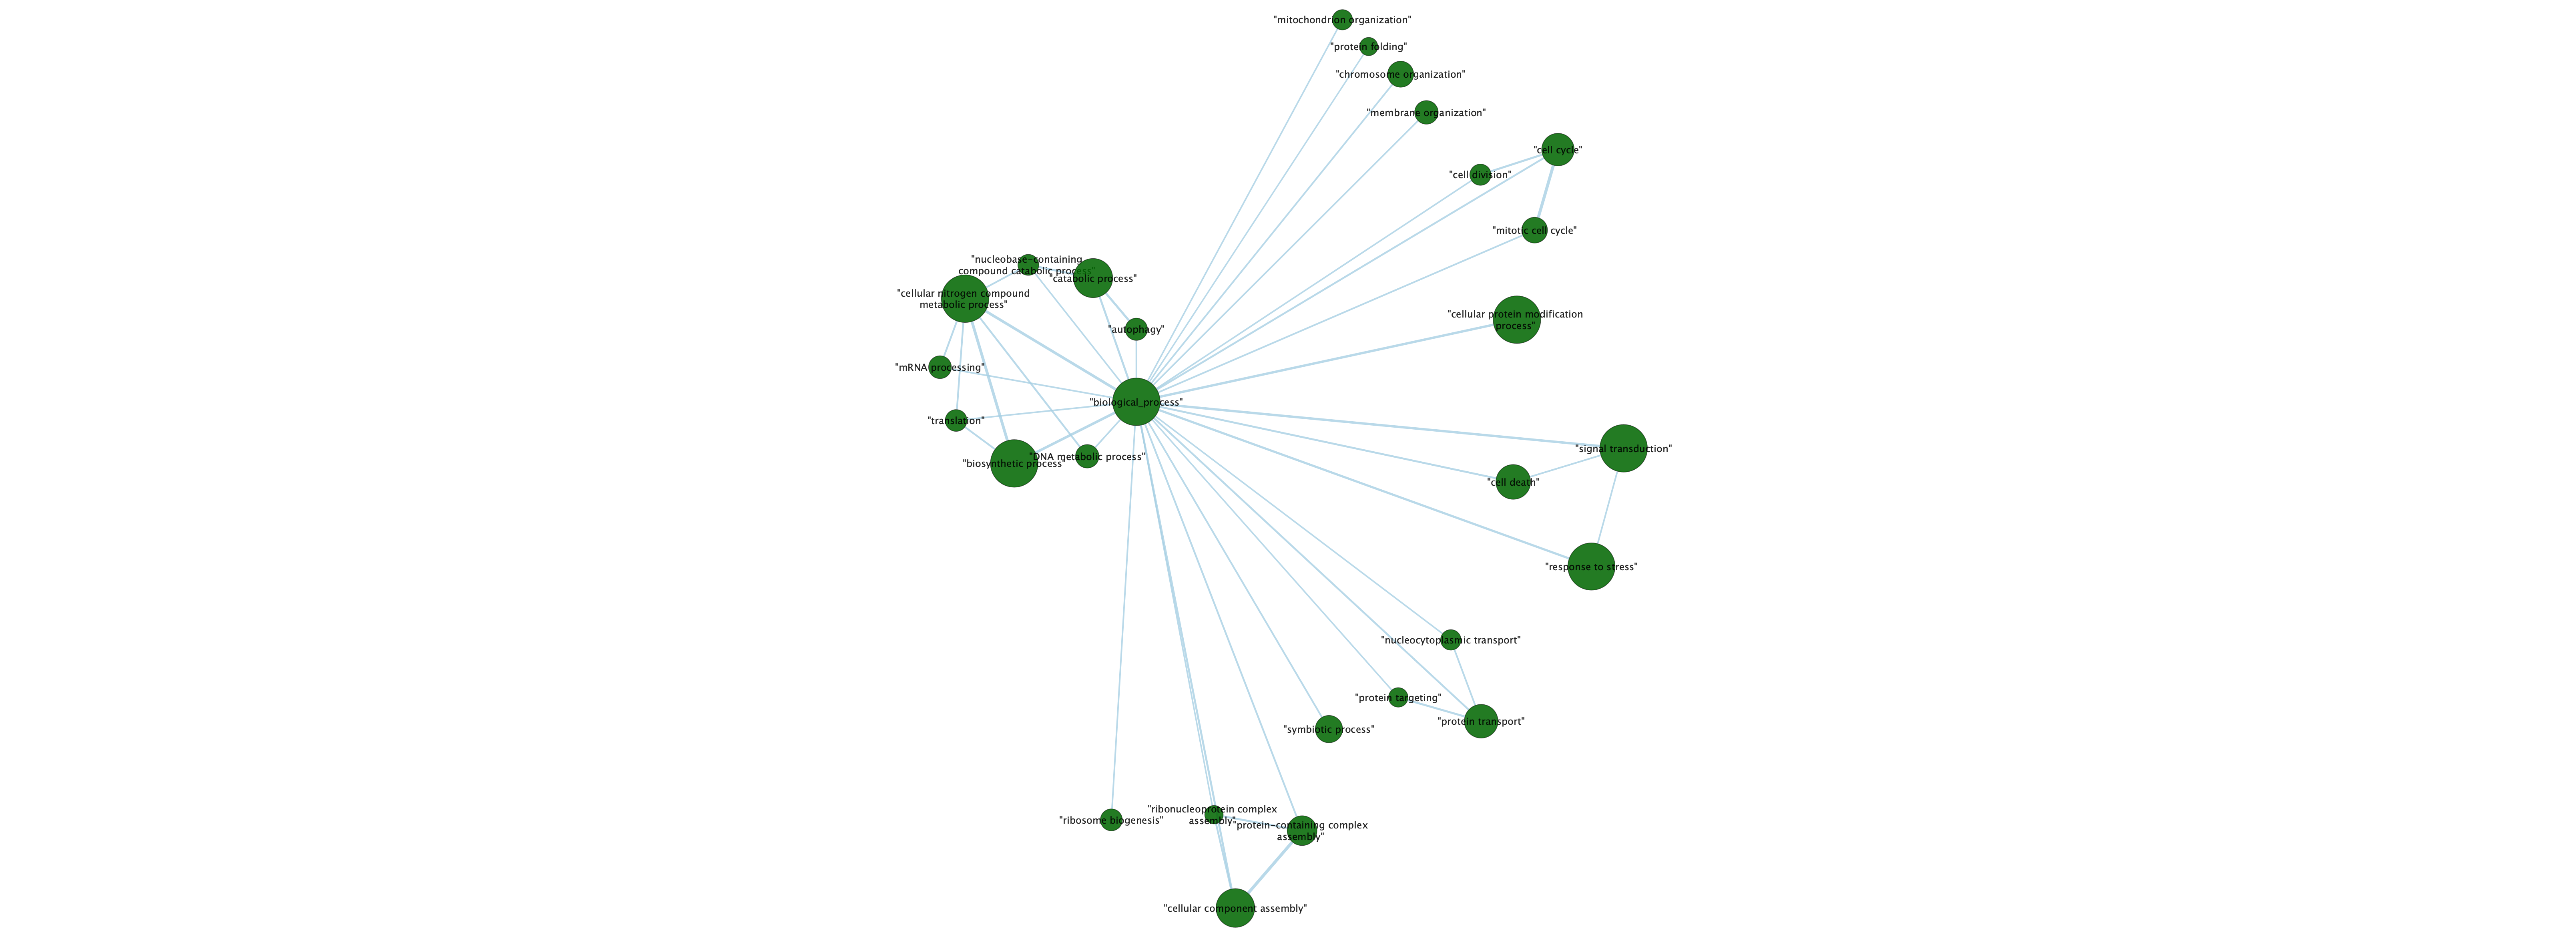 "mitochondrion organization"
"protein folding"
"chromosome organization"
"membrane organization"
"cell cycle"
"cell division"
"mitotic cell cycle"
"nucleobase-containing
compound catabolic process"
"catabolic process"
"cellular nitrogen compound
metabolic process"
"cellular protein modification
process"
"autophagy"
"mRNA processing"
"biological_process"
"translation"
"signal transduction"
"DNA metabolic process"
"biosynthetic process"
"cell death"
"response to stress"
"nucleocytoplasmic transport"
"protein targeting"
"protein transport"
"symbiotic process"
"ribonucleoprotein complex
assembly"
"ribosome biogenesis"
"protein-containing complex
assembly"
"cellular component assembly"